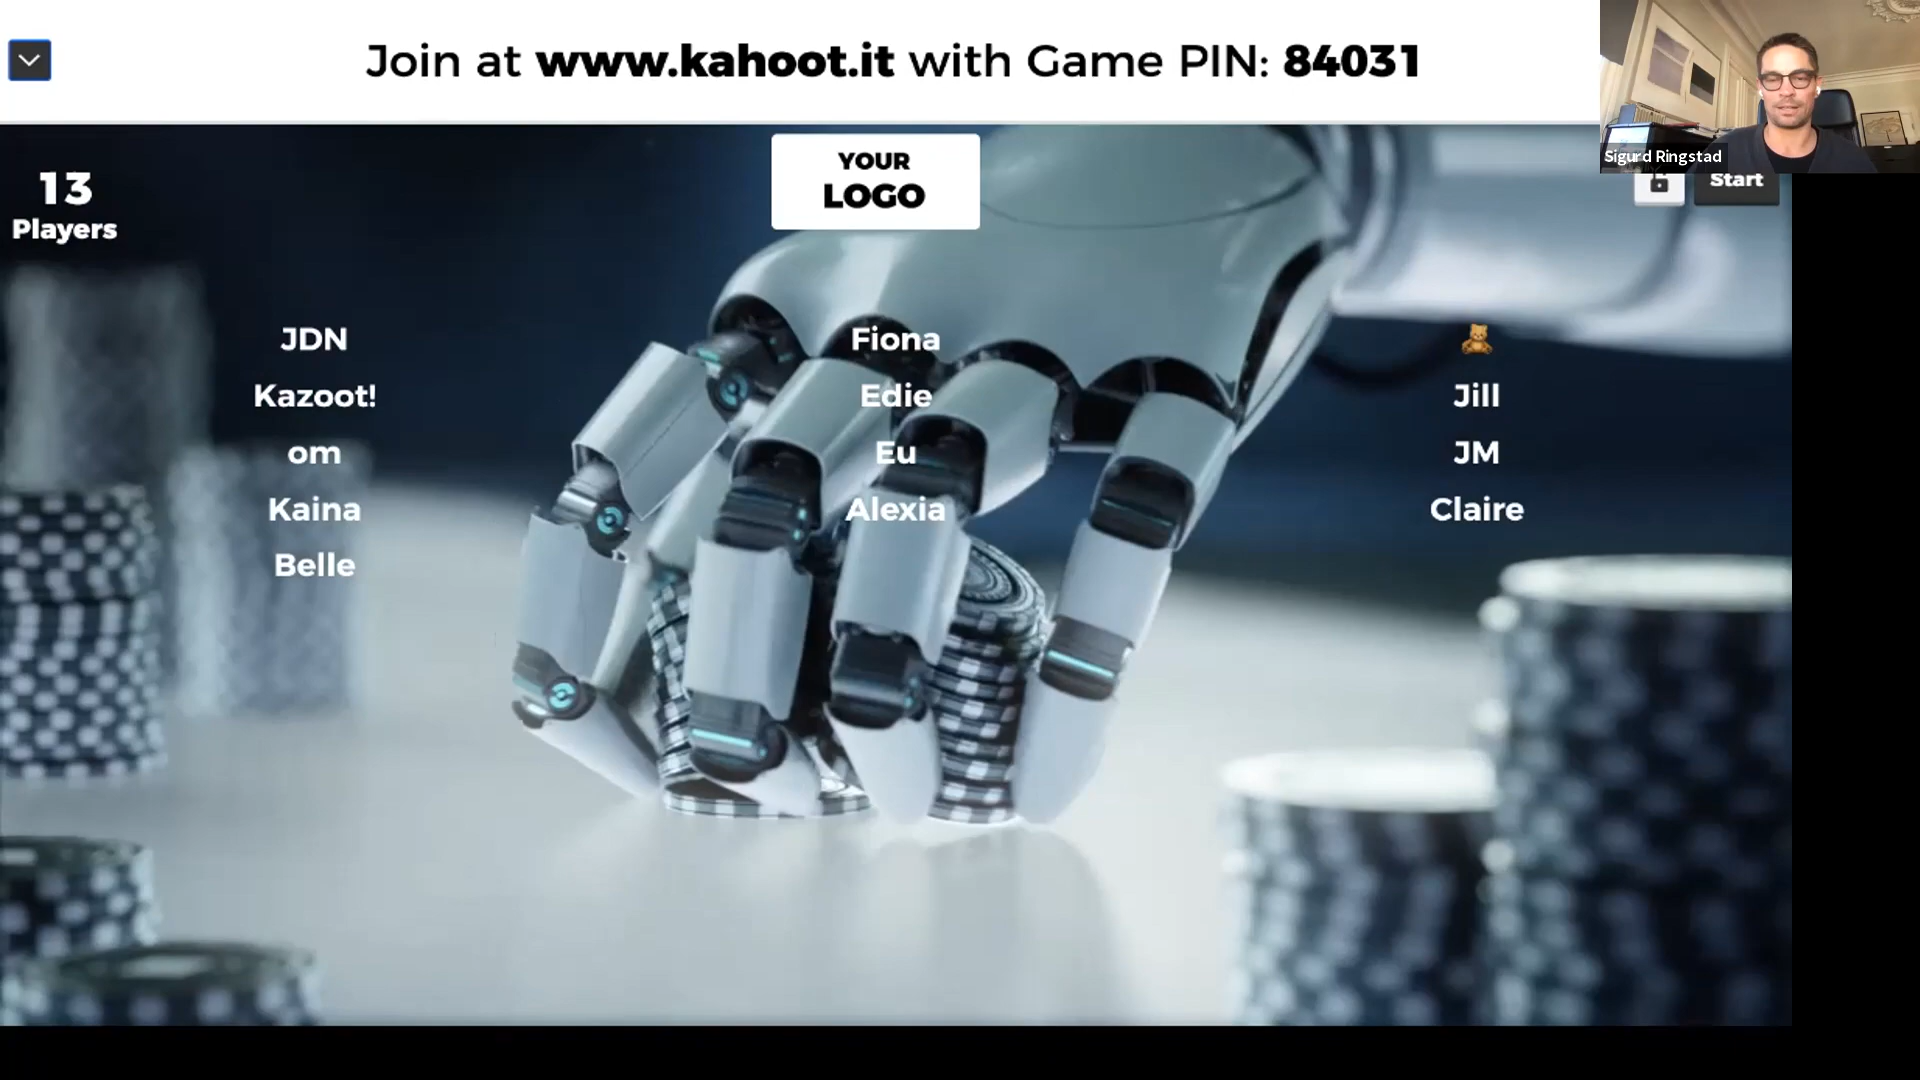 Join at www.kahoot.it with Game PIN: 84031
Sigurd Ringstad
13
Players
YOUR
LOGO
Start
JDN
Fiona
Kazoot!
Edie
Jill
om
Eu
JM
Kaina
Alexia
Claire
Belle